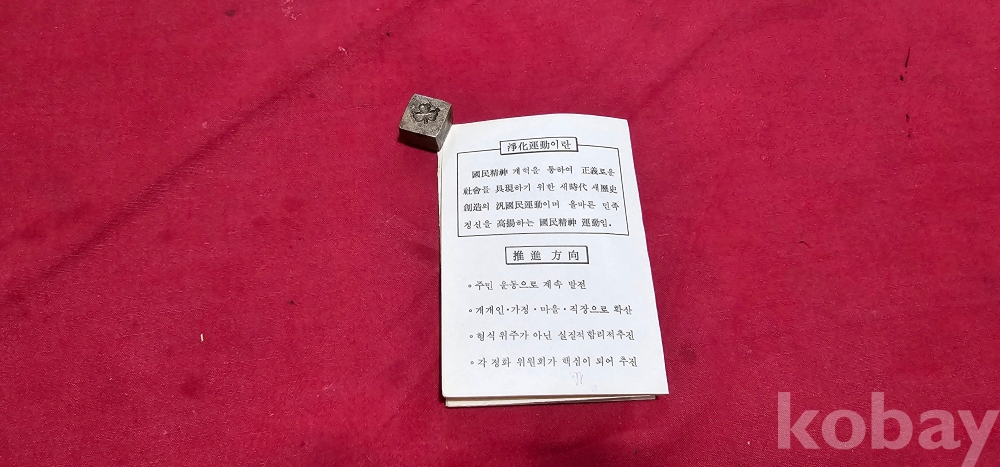 淨化運動이란
國民精神 개혁을 통하여 正義로운
社會를 具現하기 위한 새時代 새歷史
創造의 汎國民運動이며 올바른 민족
정신을 高揚하는 國民精神 運動임.
推進方向
◦주민 운동으로 계속 발전
◦개개인·가정·마을·직장으로 확산
◦형식위주가 아닌 실질적합리적추진
◦각 정화 위원회가 핵심이 되어 추진
kobay